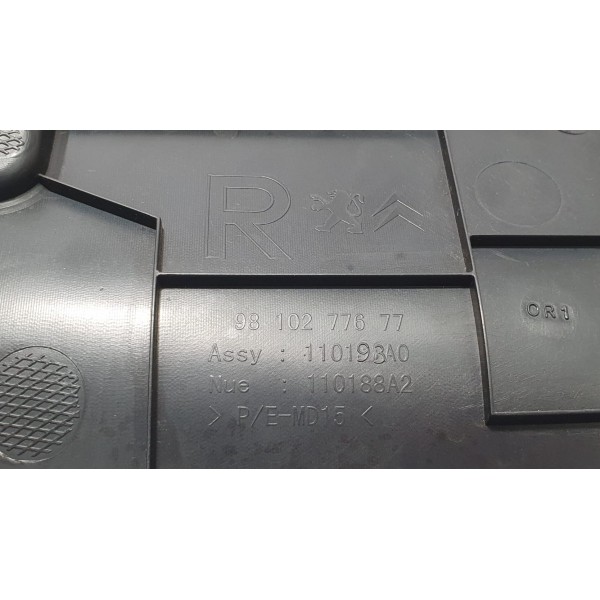 R
98 102 776 77
Assy : 110193A0
Nue : 110188A2
> P/E-MD15 <
CR1